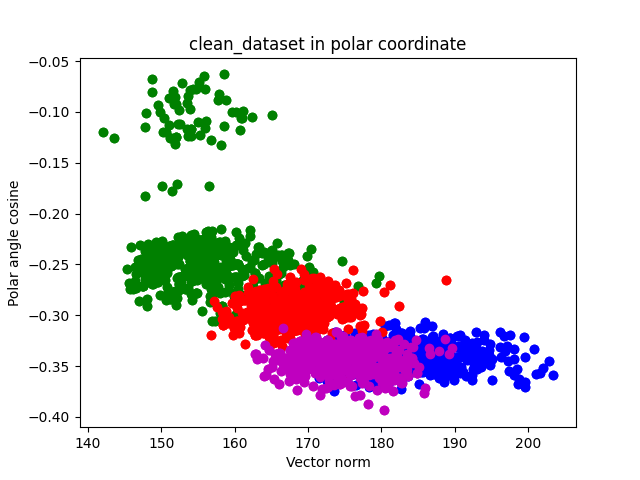 clean_dataset in polar coordinate
Polar angle cosine
−0.05
−0.10
−0.15
−0.20
−0.25
−0.30
−0.35
−0.40
140 150 160 170 180 190 200
Vector norm